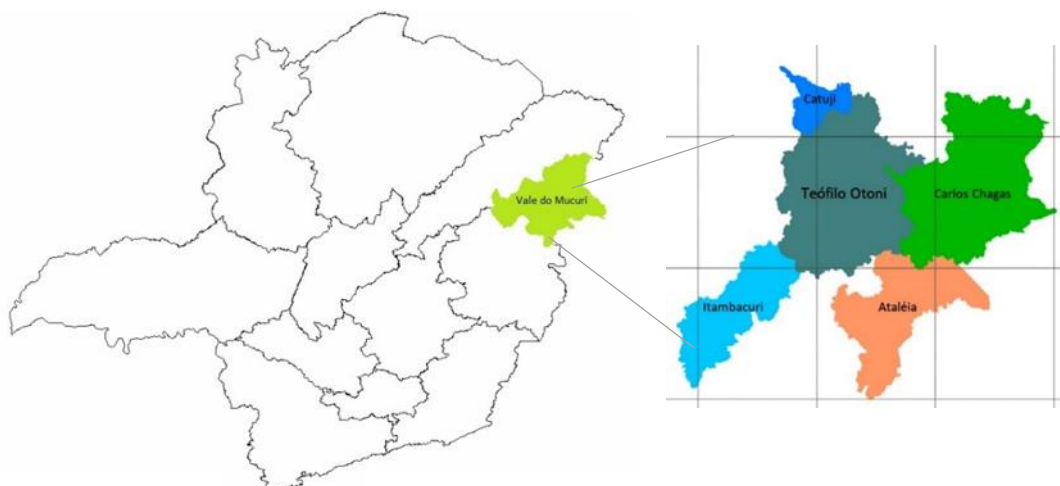 Vale do Mucuri
Catuji
Teófilo Otoni
Carlos Chagas
Itambacuri
Ataléia